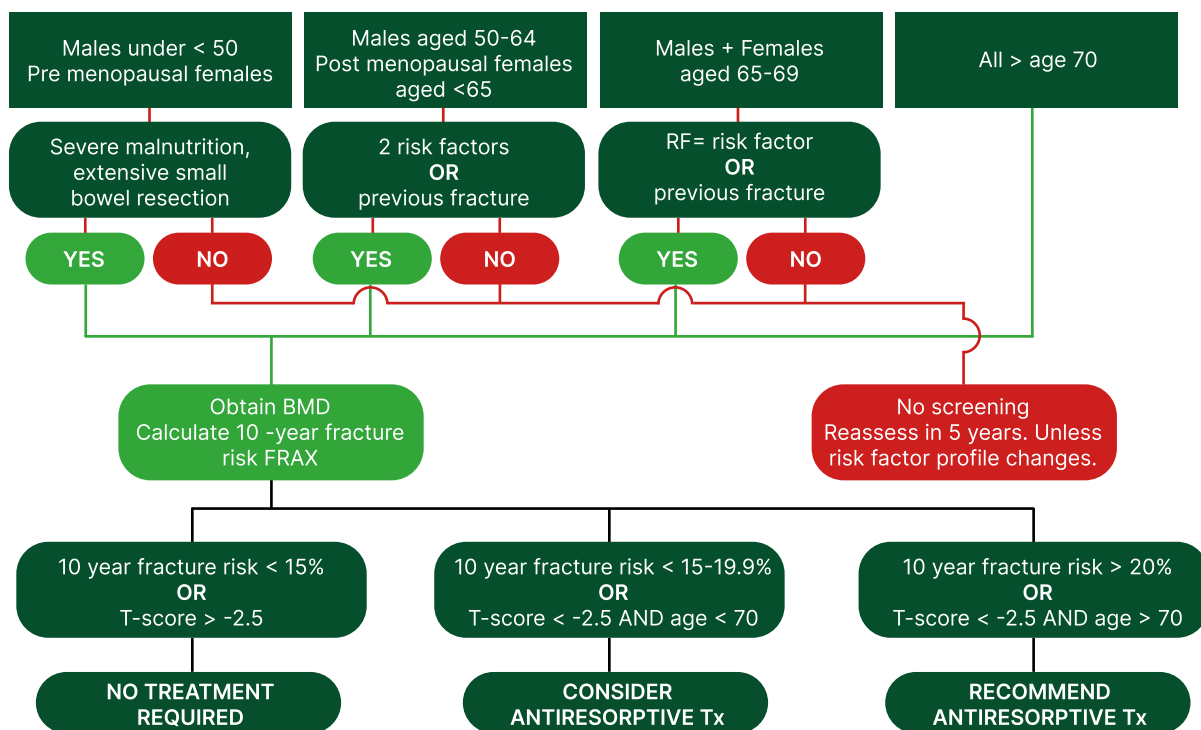 Males under < 50
Pre menopausal females
Males aged 50-64
Post menopausal females
aged <65
Males + Females
aged 65-69
All > age 70
Severe malnutrition,
extensive small
bowel resection
2 risk factors
OR
previous fracture
RF= risk factor
OR
previous fracture
YES
NO
YES
NO
YES
NO
Obtain BMD
Calculate 10 -year fracture
risk FRAX
No screening
Reassess in 5 years. Unless
risk factor profile changes.
10 year fracture risk < 15%
OR
T-score > -2.5
10 year fracture risk < 15-19.9%
OR
T-score < -2.5 AND age < 70
10 year fracture risk > 20%
OR
T-score < -2.5 AND age > 70
NO TREATMENT
REQUIRED
CONSIDER
ANTIRESORPTIVE Tx
RECOMMEND
ANTIRESORPTIVE Tx